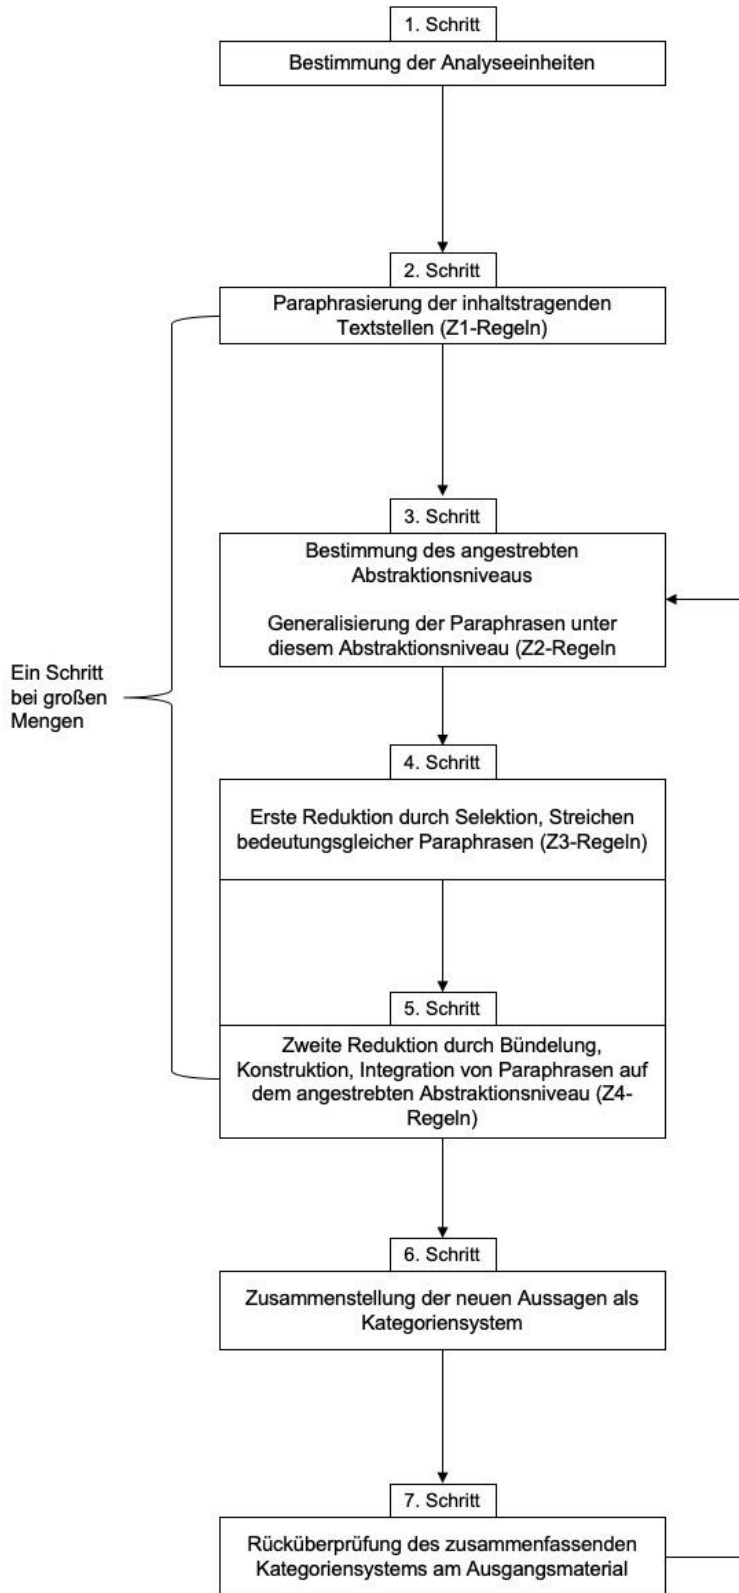 1. Schritt
Bestimmung der Analyseeinheiten
2. Schritt
Paraphrasierung der inhaltstragenden
Textstellen (Z1-Regeln)
3. Schritt
Bestimmung des angestrebten
Abstraktionsniveaus
Generalisierung der Paraphrasen unter
diesem Abstraktionsniveau (Z2-Regeln
Ein Schritt
bei großen
Mengen
4. Schritt
Erste Reduktion durch Selektion, Streichen
bedeutungsgleicher Paraphrasen (Z3-Regeln)
5. Schritt
Zweite Reduktion durch Bündelung,
Konstruktion, Integration von Paraphrasen auf
dem angestrebten Abstraktionsniveau (Z4-
Regeln)
6. Schritt
Zusammenstellung der neuen Aussagen als
Kategoriensystem
7. Schritt
Rücküberprüfung des zusammenfassenden
Kategoriensystems am Ausgangsmaterial